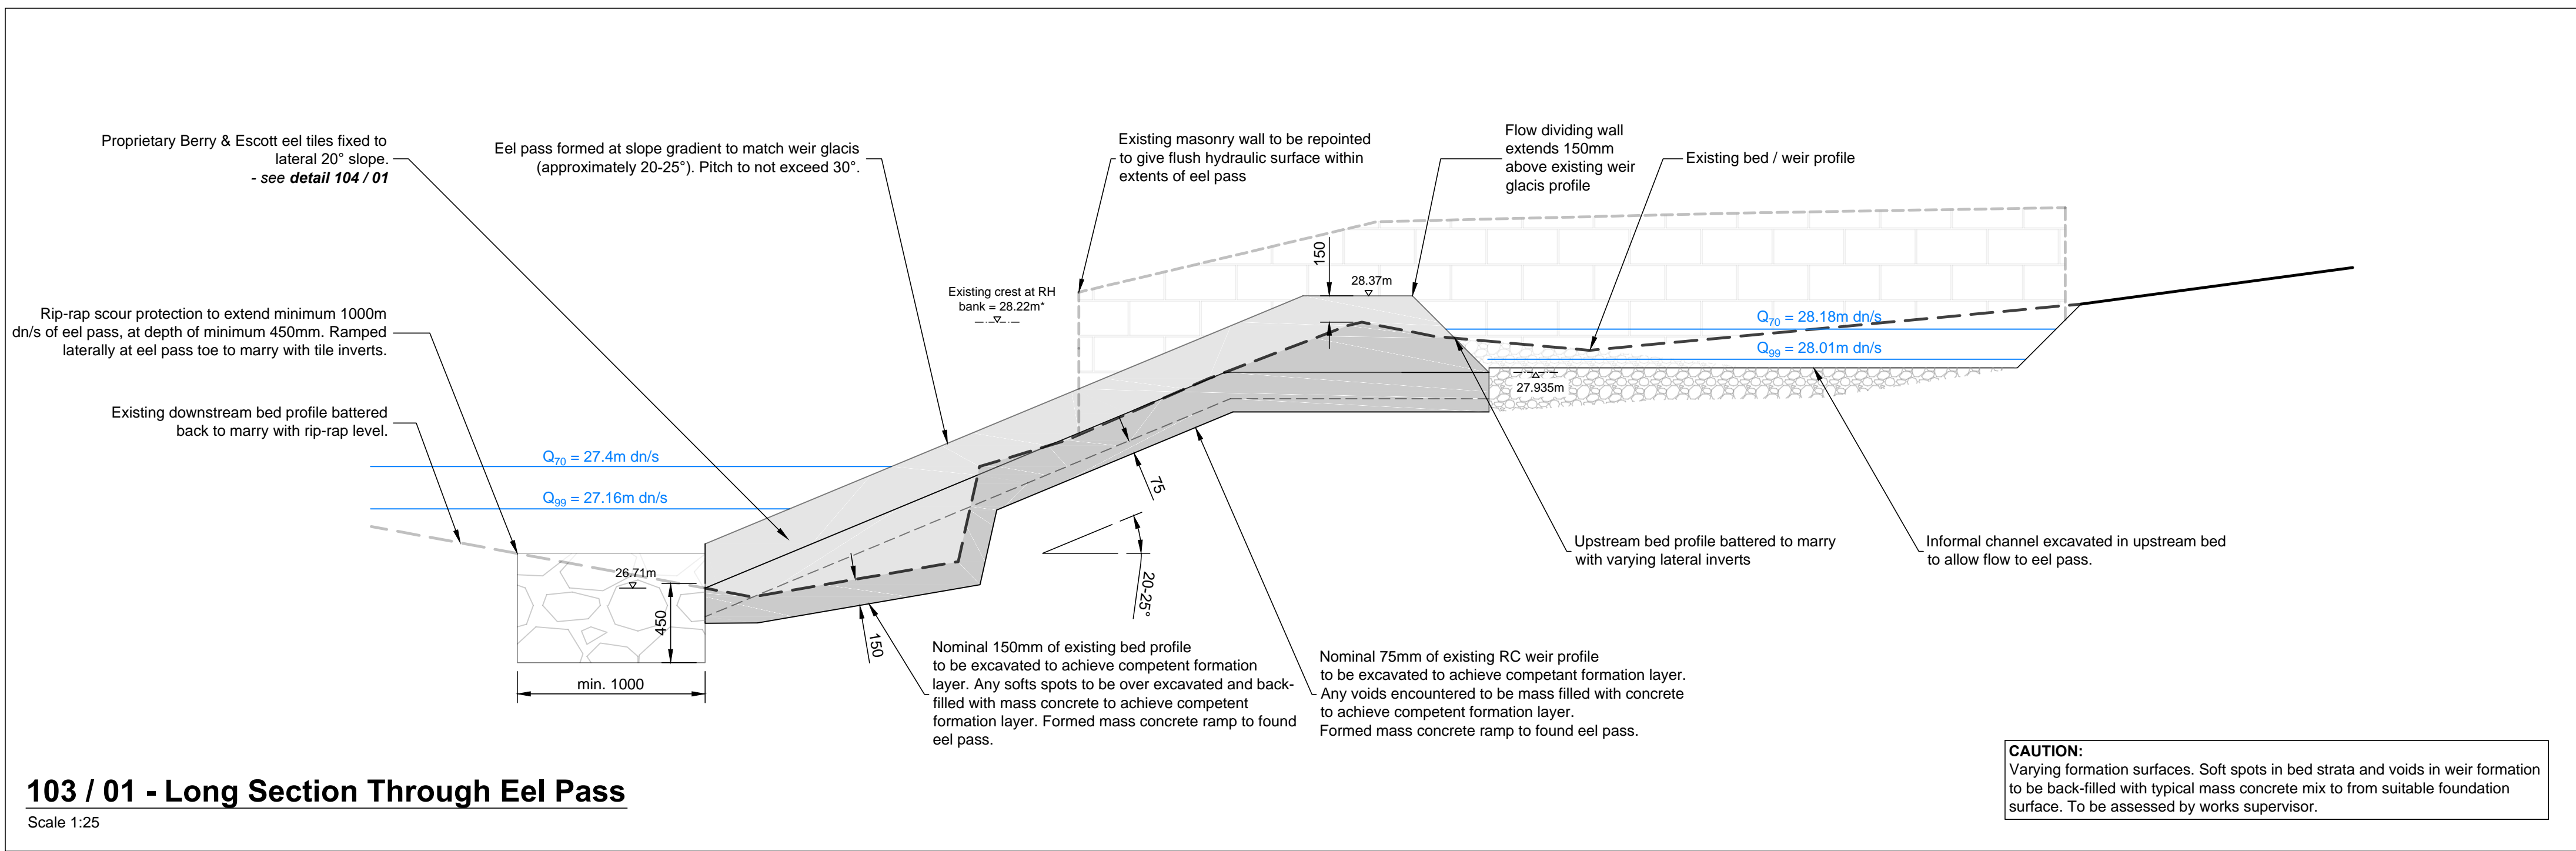 Proprietary Berry & Escott eel tiles fixed to
lateral 20° slope.
- see detail 104 / 01
Eel pass formed at slope gradient to match weir glacis
(approximately 20-25°). Pitch to not exceed 30°.
Existing masonry wall to be repointed
to give flush hydraulic surface within
extents of eel pass
Flow dividing wall
extends 150mm
above existing weir
glacis profile
Existing bed / weir profile
Rip-rap scour protection to extend minimum 1000m
dn/s of eel pass, at depth of minimum 450mm. Ramped
laterally at eel pass toe to marry with tile inverts.
Existing downstream bed profile battered
back to marry with rip-rap level.
Existing crest at RH
bank = 28.22m*
150
28.37m
Q70 = 28.18m dn/s
Q99 = 28.01m dn/s
27.935m
Q70 = 27.4m dn/s
Q99 = 27.16m dn/s
75
20-25°
26.71m
450
150
min. 1000
Upstream bed profile battered to marry
with varying lateral inverts
Informal channel excavated in upstream bed
to allow flow to eel pass.
Nominal 150mm of existing bed profile
to be excavated to achieve competent formation
layer. Any softs spots to be over excavated and back-
filled with mass concrete to achieve competent
formation layer. Formed mass concrete ramp to found
eel pass.
Nominal 75mm of existing RC weir profile
to be excavated to achieve competant formation layer.
Any voids encountered to be mass filled with concrete
to achieve competent formation layer.
Formed mass concrete ramp to found eel pass.
103 / 01 - Long Section Through Eel Pass
Scale 1:25
CAUTION:
Varying formation surfaces. Soft spots in bed strata and voids in weir formation
to be back-filled with typical mass concrete mix to from suitable foundation
surface. To be assessed by works supervisor.